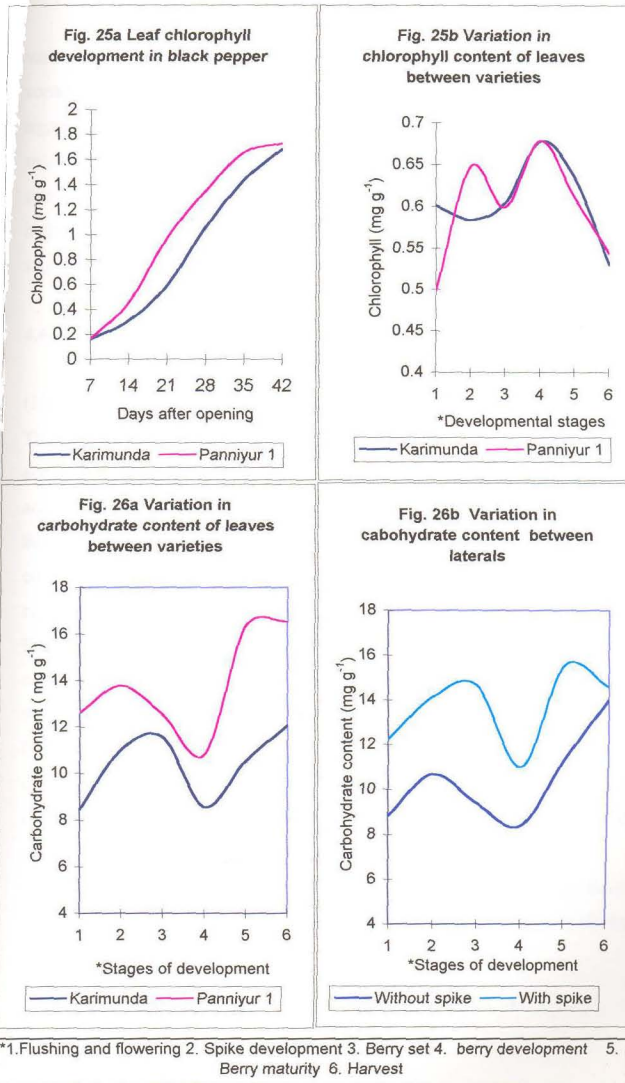 Fig. 25a Leaf chlorophyll
development in black pepper
2
1.8
1.6
1.4
1.2
1
0.8
0.6
0.4
0.2
0
Chlorophyll (mg g-1)
7 14 21 28 35 42
Days after opening
Karimunda Panniyur 1
Fig. 25b Variation in
chlorophyll content of leaves
between varieties
0.7
0.65
0.6
0.55
0.5
0.45
0.4
Chlorophyll (mg g-1)
1 2 3 4 5 6
*Developmental stages
Karimunda Panniyur 1
Fig. 26a Variation in
carbohydrate content of leaves
between varieties
18
16
14
12
10
8
6
4
Carbohydrate content ( mg g-1)
1 2 3 4 5 6
*Stages of development
Karimunda Panniyur 1
Fig. 26b Variation in
cabohydrate content between
laterals
18
16
14
12
10
8
6
4
Carbohydrate content (mg g-1)
1 2 3 4 5 6
*Stages of development
Without spike With spike
*1.Flushing and flowering 2. Spike development 3. Berry set 4. berry development 5.
Berry maturity 6. Harvest